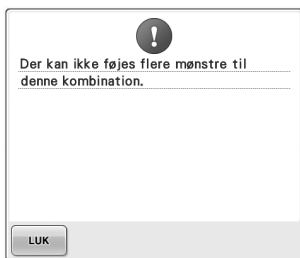 Der kan ikke føjes flere mønstre til
denne kombination.
LUK